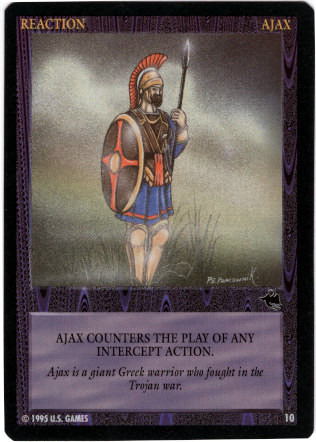 REACTION AJAX
AJAX COUNTERS THE PLAY OF ANY
INTERCEPT ACTION.
Ajax is a giant Greek warrior who fought in the
Trojan war.
© 1995 U.S. GAMES 10